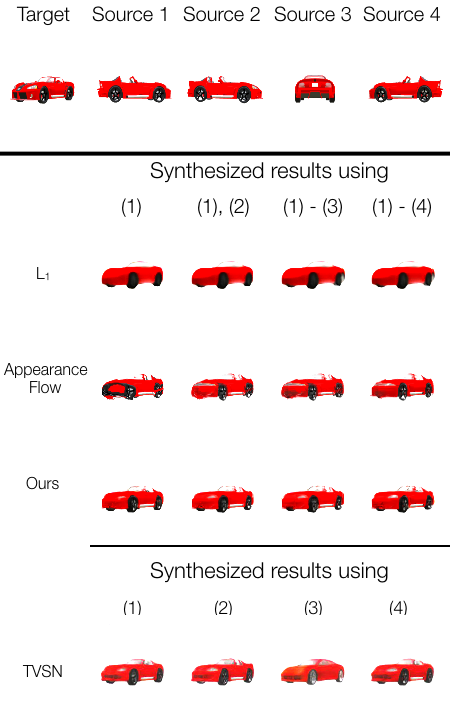 Target Source 1 Source 2 Source 3 Source 4
Synthesized results using
(1) (1), (2) (1) - (3) (1) - (4)
L₁
Appearance
Flow
Ours
Synthesized results using
(1) (2) (3) (4)
TVSN